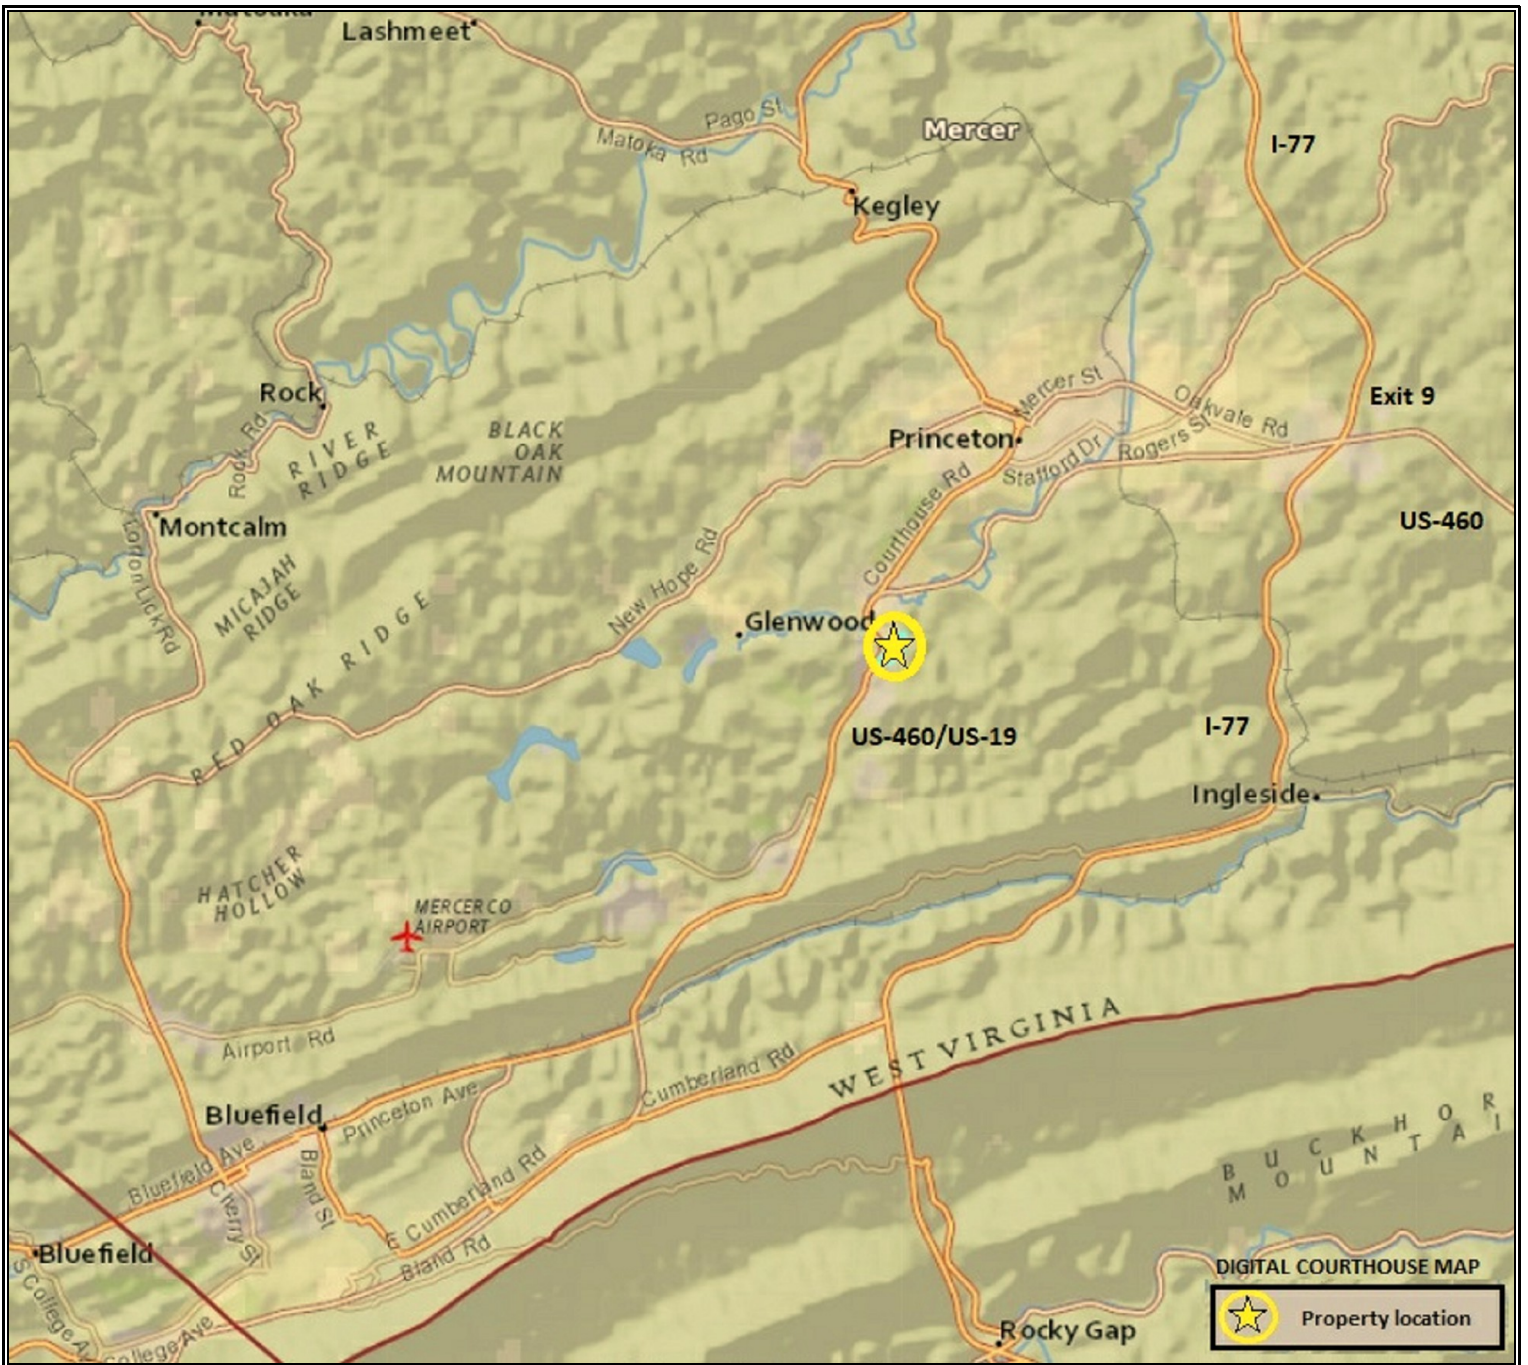 Matoaka
Lashmeet
Pago St
Matoka Rd
Mercer
I-77
Kegley
Rock
Exit 9
Mercer St
Oakvale Rd
BLACK
OAK
MOUNTAIN
RIVER
RIDGE
Rock Rd
Princeton
Stafford Dr
Rogers St
Courthouse Rd
US-460
Montcalm
Lorton Lick Rd
MICAJAH
RIDGE
New Hope Rd
Glenwood
RED OAK RIDGE
US-460/US-19
I-77
Ingleside
HATCHER
HOLLOW
MERCER CO
AIRPORT
Airport Rd
WEST VIRGINIA
Cumberland Rd
Bluefield
Princeton Ave
Bluefield Ave
Bland St
Cherry St
E Cumberland Rd
Bland Rd
BUCKHOR
MOUNTAI
Bluefield
S College Av
College Ave
DIGITAL COURTHOUSE MAP
Property location
Rocky Gap